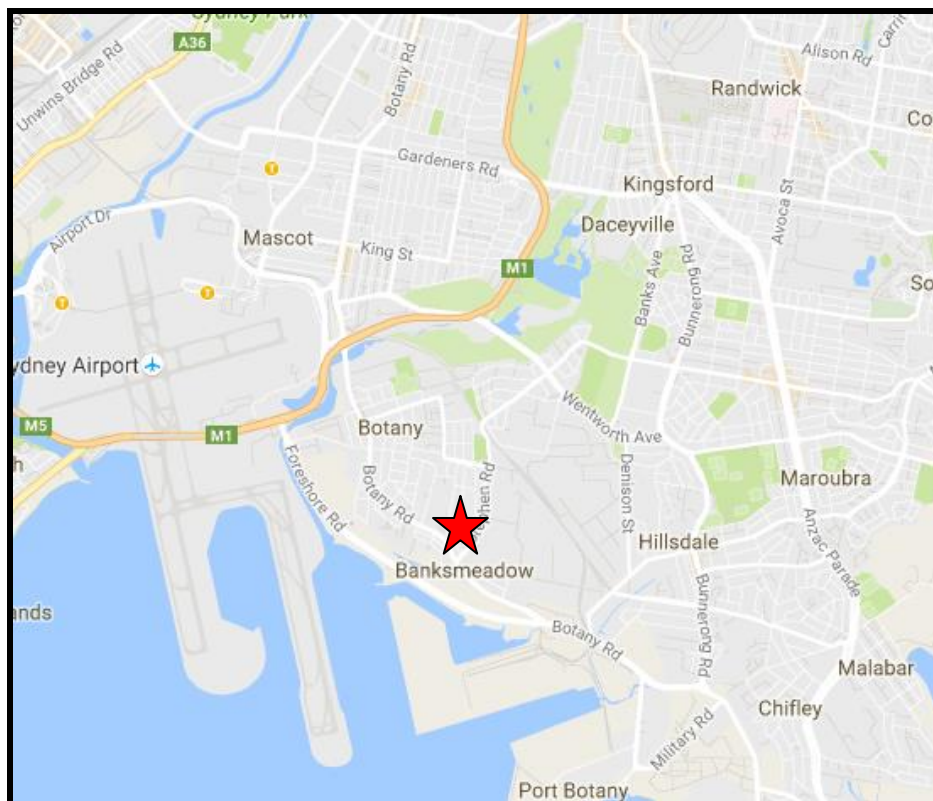 Sydney Park
A36
Unwins Bridge Rd
Botany Rd
Alison Rd
Randwick
Gardeners Rd
Kingsford
Avoca St
Airport Dr
Daceyville
Mascot
King St
M1
Banks Ave
Bunnerong Rd
So
ydney Airport
M5
M1
Wentworth Ave
Botany
h
Foreshore Rd
Botany Rd
Denison St
Maroubra
Anzac Parade
Hillsdale
Banksmeadow
ands
Botany Rd
Bunnerong Rd
Malabar
Chifley
Military Rd
Port Botany